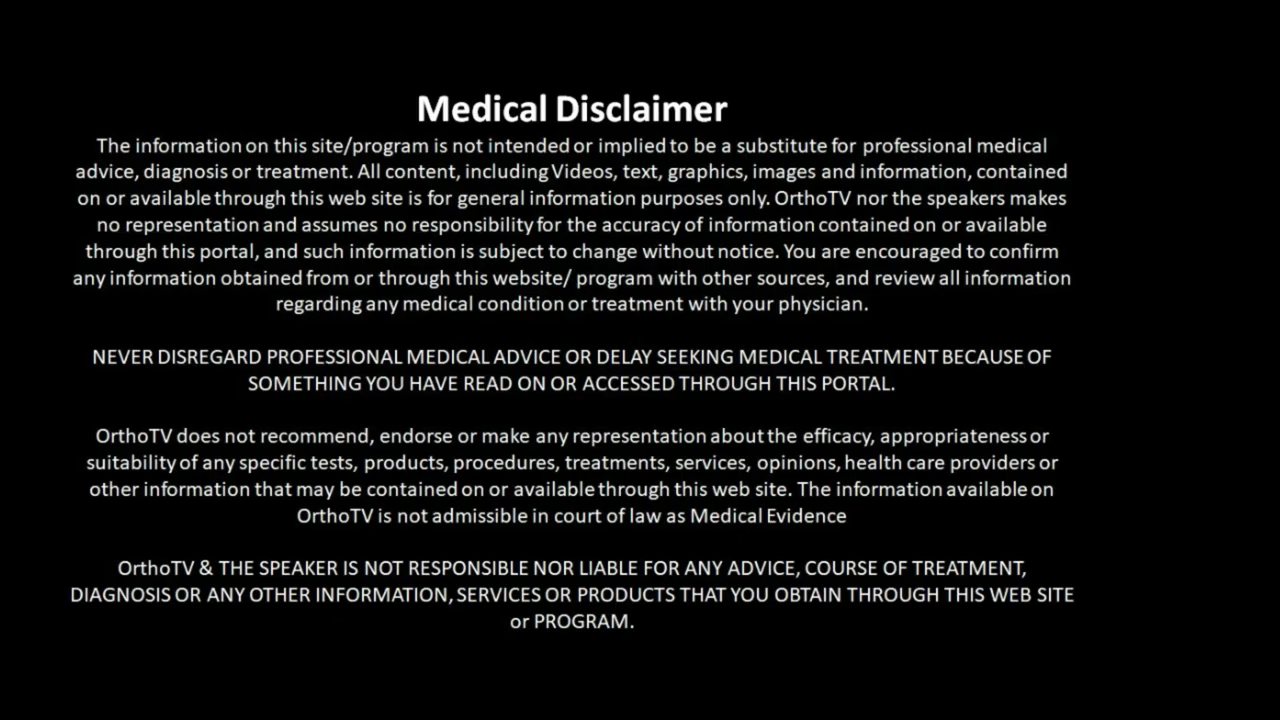 Medical Disclaimer
The information on this site/program is not intended or implied to be a substitute for professional medical
advice, diagnosis or treatment. All content, including Videos, text, graphics, images and information, contained
on or available through this web site is for general information purposes only. OrthoTV nor the speakers makes
no representation and assumes no responsibility for the accuracy of information contained on or available
through this portal, and such information is subject to change without notice. You are encouraged to confirm
any information obtained from or through this website/ program with other sources, and review all information
regarding any medical condition or treatment with your physician.
NEVER DISREGARD PROFESSIONAL MEDICAL ADVICE OR DELAY SEEKING MEDICAL TREATMENT BECAUSE OF
SOMETHING YOU HAVE READ ON OR ACCESSED THROUGH THIS PORTAL.
OrthoTV does not recommend, endorse or make any representation about the efficacy, appropriateness or
suitability of any specific tests, products, procedures, treatments, services, opinions, health care providers or
other information that may be contained on or available through this web site. The information available on
OrthoTV is not admissible in court of law as Medical Evidence
OrthoTV & THE SPEAKER IS NOT RESPONSIBLE NOR LIABLE FOR ANY ADVICE, COURSE OF TREATMENT,
DIAGNOSIS OR ANY OTHER INFORMATION, SERVICES OR PRODUCTS THAT YOU OBTAIN THROUGH THIS WEB SITE
or PROGRAM.